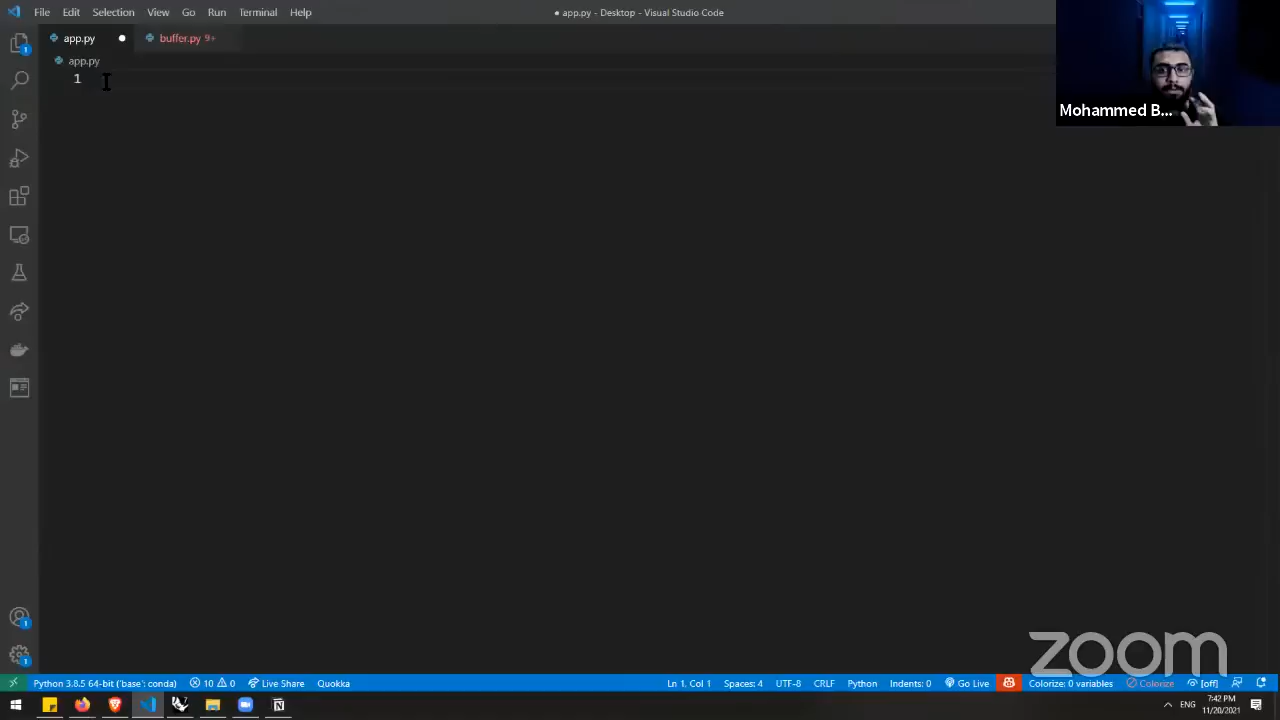 File Edit Selection View Go Run Terminal Help
● app.py - Desktop - Visual Studio Code
app.py ● buffer.py 9+
app.py
1
Mohammed B...
1
1
1
zoom
Python 3.8.5 64-bit ('base': conda) 10 0 Live Share Quokka
Ln 1, Col 1 Spaces: 4 UTF-8 CRLF Python Indents: 0 Go Live Colorize: 0 variables Colorize [off]
ENG
7:42 PM
11/20/2021